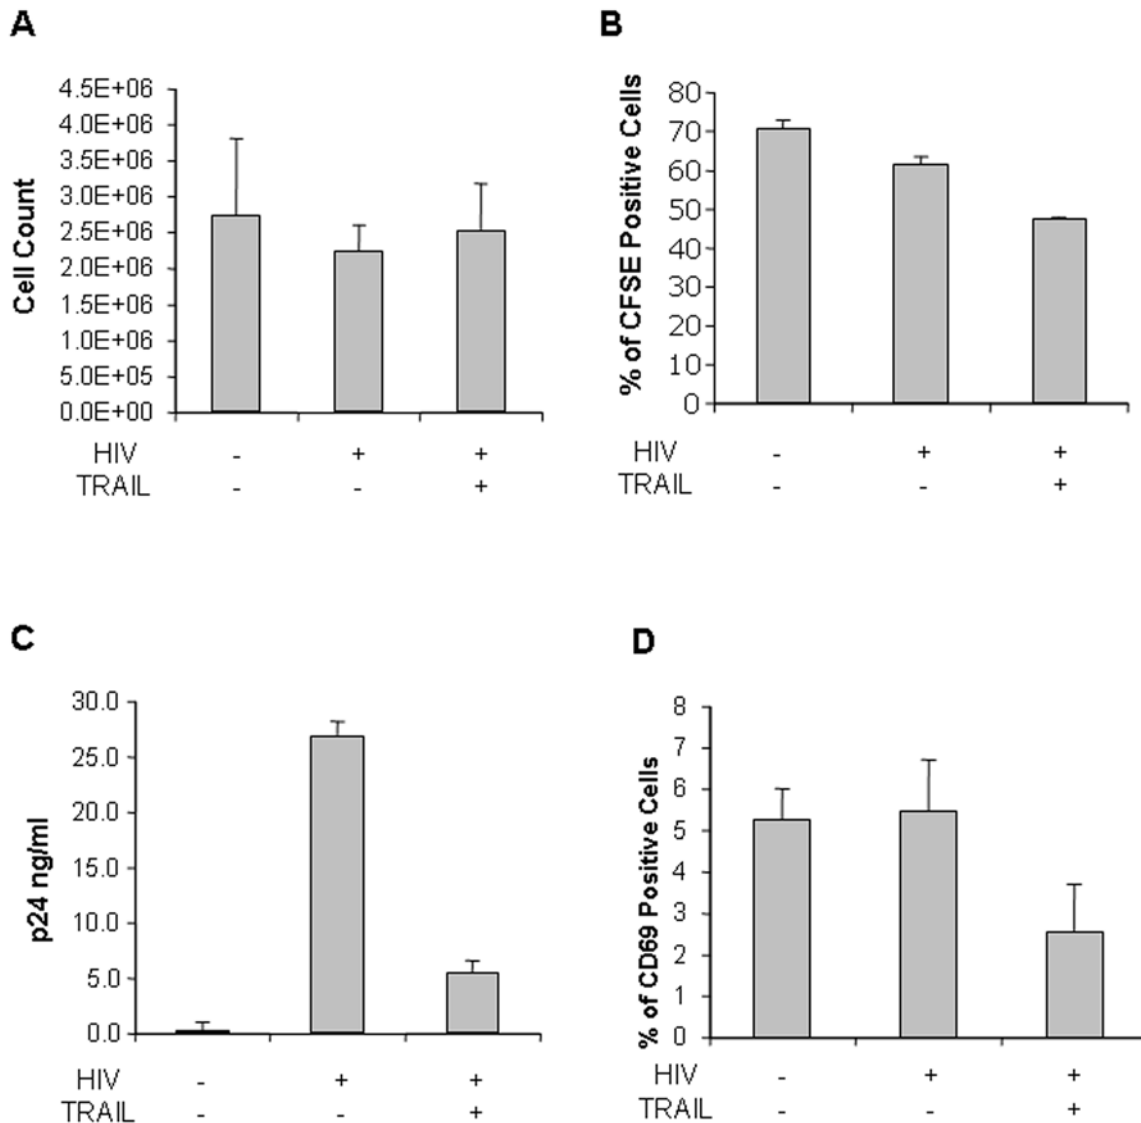 A
Cell Count
4.5E+06
4.0E+06
3.5E+06
3.0E+06
2.5E+06
2.0E+06
1.5E+06
1.0E+06
5.0E+05
0.0E+00
HIV - + +
TRAIL - - +
B
% of CFSE Positive Cells
80
70
60
50
40
30
20
10
0
HIV - + +
TRAIL - - +
C
p24 ng/ml
30.0
25.0
20.0
15.0
10.0
5.0
0.0
HIV - + +
TRAIL - - +
D
% of CD69 Positive Cells
8
7
6
5
4
3
2
1
0
HIV - + +
TRAIL - - +